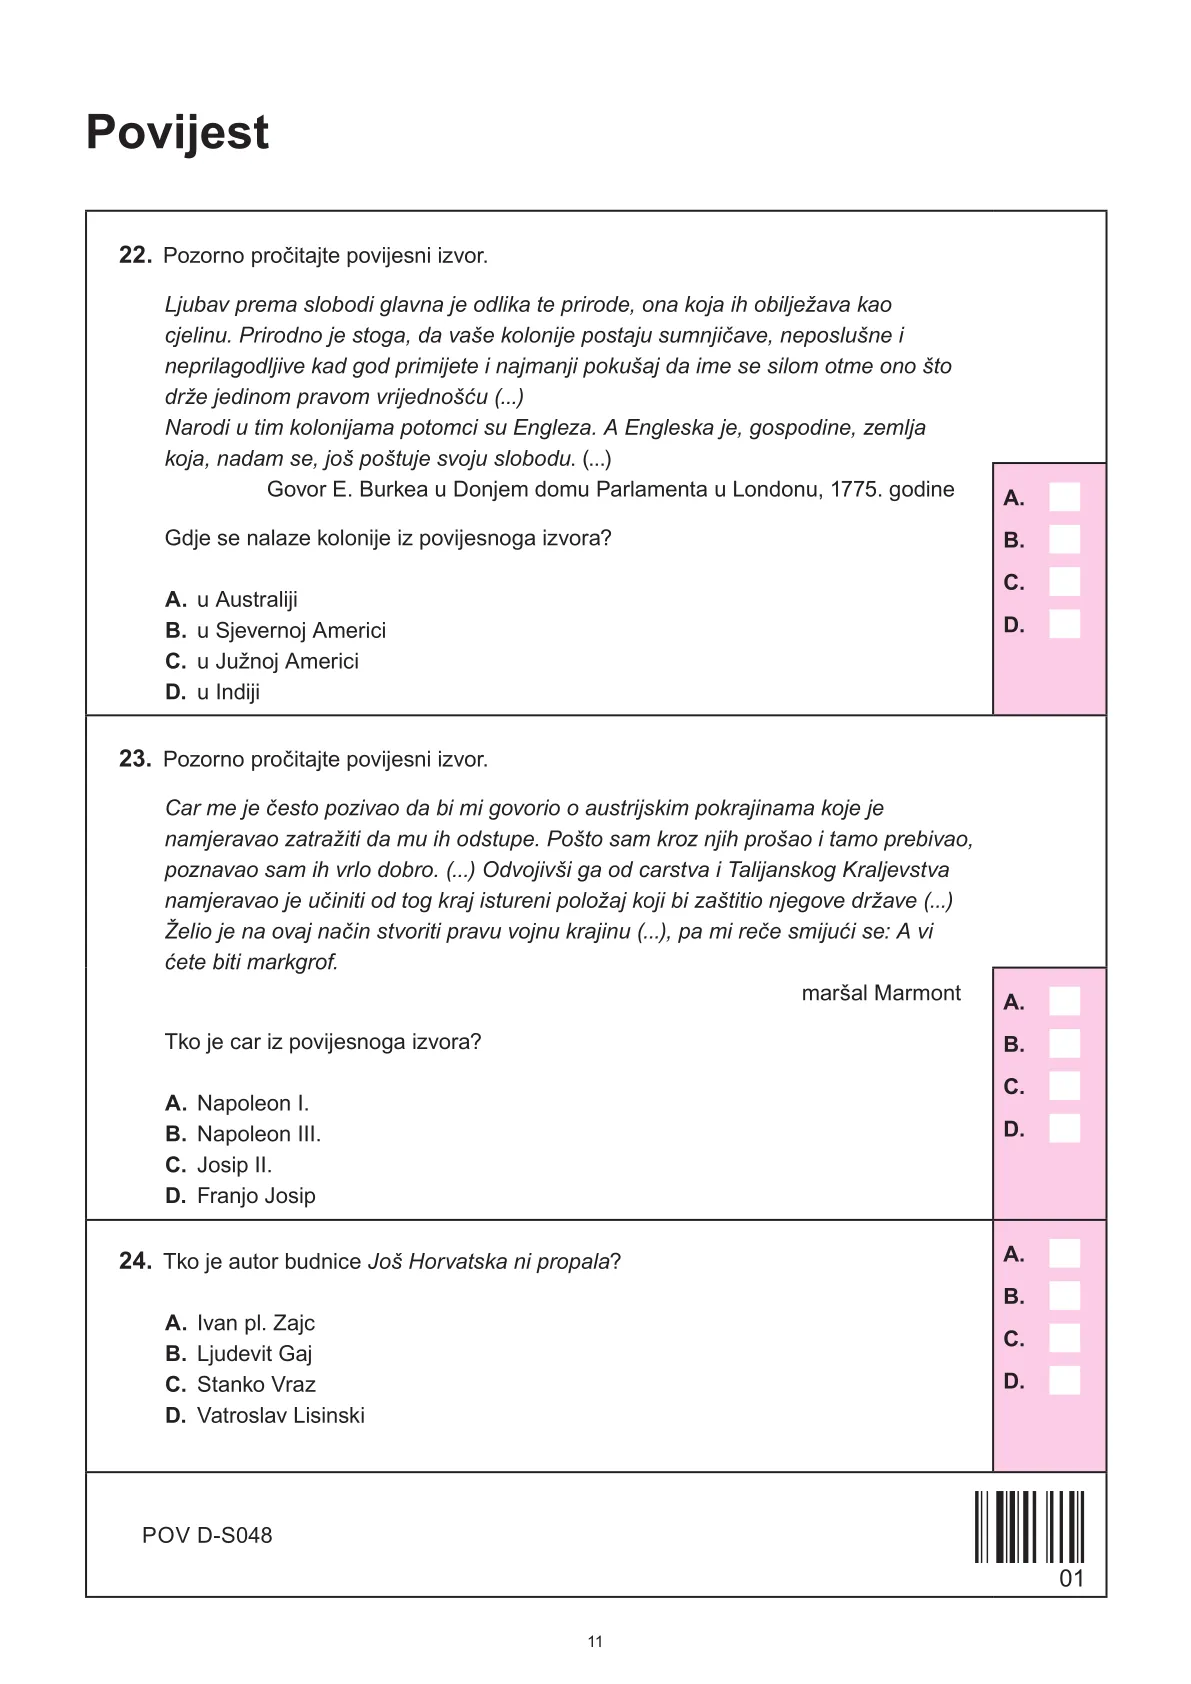 Povijest
22. Pozorno pročitajte povijesni izvor.
Ljubav prema slobodi glavna je odlika te prirode, ona koja ih obilježava kao
cjelinu. Prirodno je stoga, da vaše kolonije postaju sumnjičave, neposlušne i
neprilagodljive kad god primijete i najmanji pokušaj da ime se silom otme ono što
drže jedinom pravom vrijednošću (...)
Narodi u tim kolonijama potomci su Engleza. A Engleska je, gospodine, zemlja
koja, nadam se, još poštuje svoju slobodu. (...)
Govor E. Burkea u Donjem domu Parlamenta u Londonu, 1775. godine
Gdje se nalaze kolonije iz povijesnoga izvora?
A. u Australiji
B. u Sjevernoj Americi
C. u Južnoj Americi
D. u Indiji
A.
B.
C.
D.
23. Pozorno pročitajte povijesni izvor.
Car me je često pozivao da bi mi govorio o austrijskim pokrajinama koje je
namjeravao zatražiti da mu ih odstupe. Pošto sam kroz njih prošao i tamo prebivao,
poznavao sam ih vrlo dobro. (...) Odvojivši ga od carstva i Talijanskog Kraljevstva
namjeravao je učiniti od tog kraj istureni položaj koji bi zaštitio njegove države (...)
Želio je na ovaj način stvoriti pravu vojnu krajinu (...), pa mi reče smijući se: A vi
ćete biti markgrof.
maršal Marmont
Tko je car iz povijesnoga izvora?
A. Napoleon I.
B. Napoleon III.
C. Josip II.
D. Franjo Josip
A.
B.
C.
D.
24. Tko je autor budnice Još Horvatska ni propala?
A. Ivan pl. Zajc
B. Ljudevit Gaj
C. Stanko Vraz
D. Vatroslav Lisinski
A.
B.
C.
D.
POV D-S048
01
11